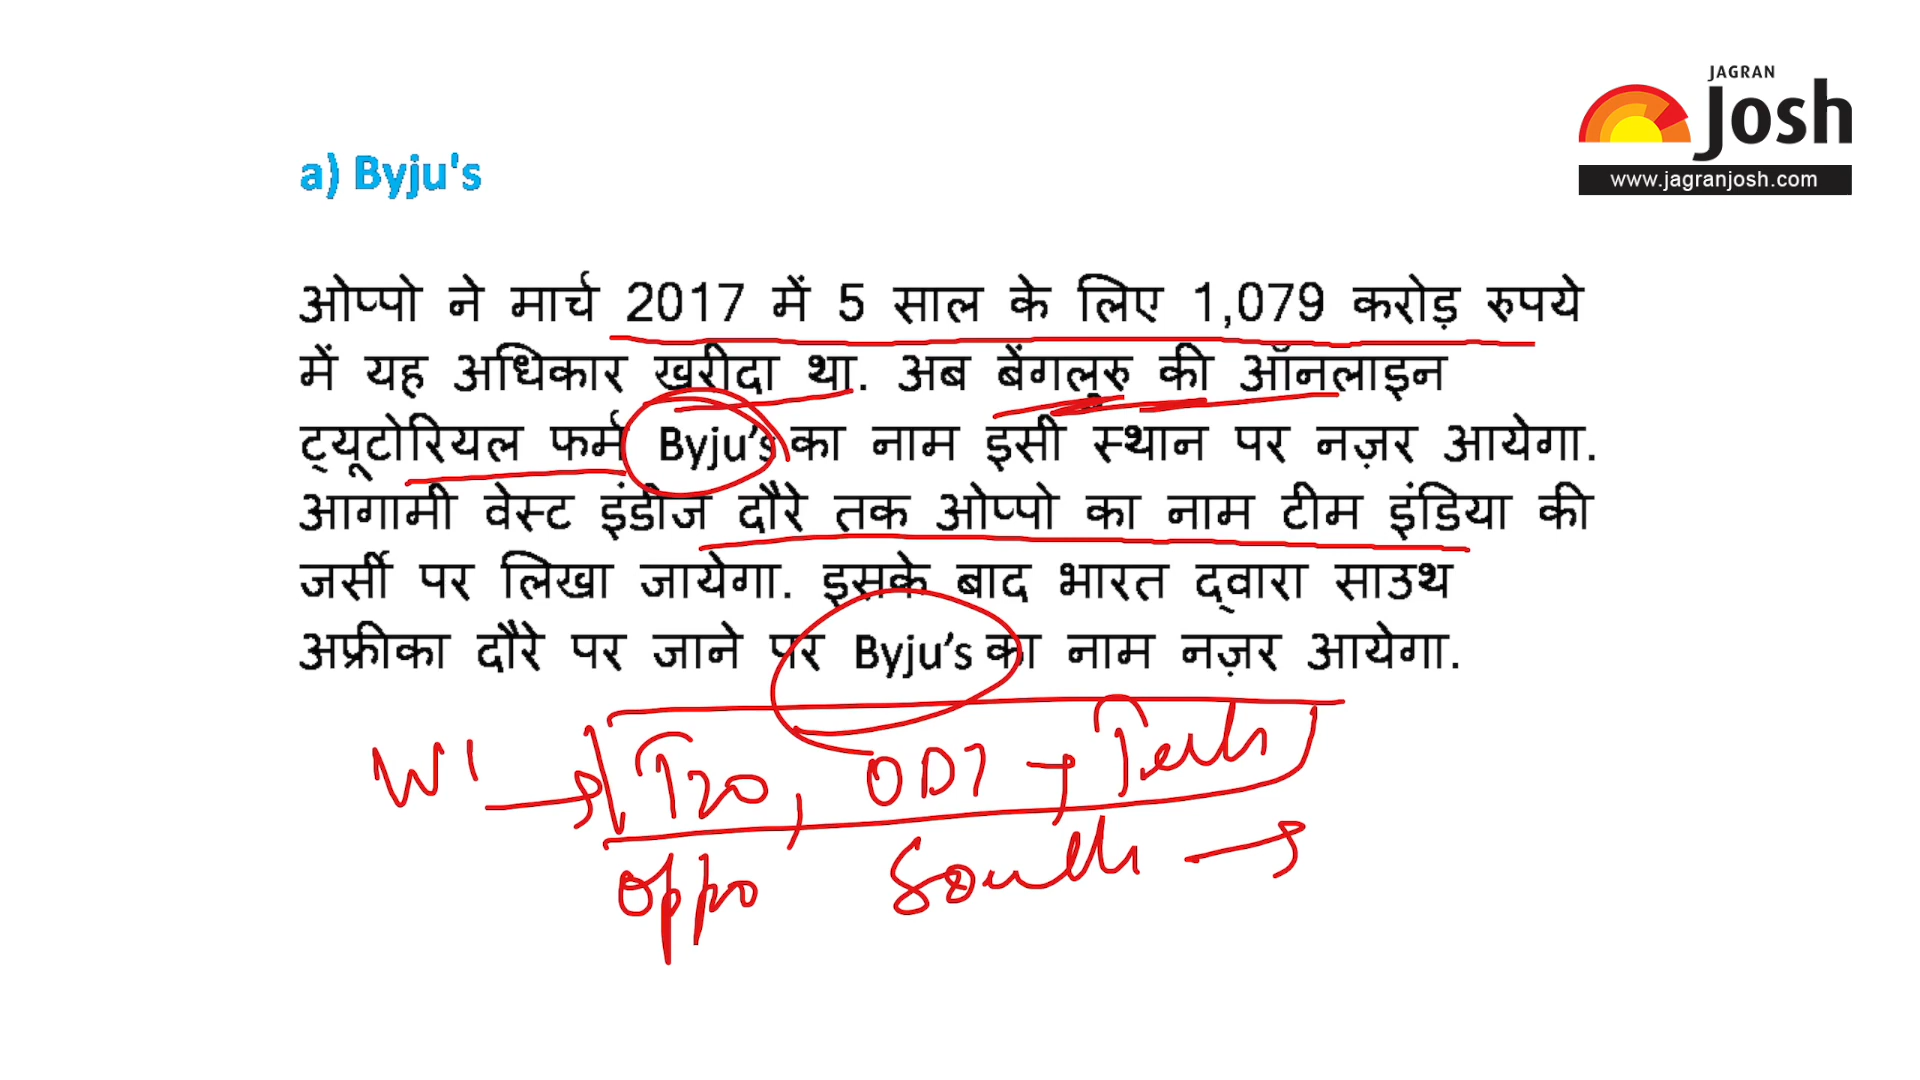 JAGRAN
Josh
www.jagranjosh.com
a) Byju's
ओप्पो ने मार्च 2017 में 5 साल के लिए 1,079 करोड़ रुपये
में यह अधिकार खरीदा था. अब बेंगलुरु की ऑनलाइन
ट्यूटोरियल फर्म Byju’s का नाम इसी स्थान पर नज़र आयेगा.
आगामी वेस्ट इंडीज दौरे तक ओप्पो का नाम टीम इंडिया की
जर्सी पर लिखा जायेगा. इसके बाद भारत द्वारा साउथ
अफ्रीका दौरे पर जाने पर Byju’s का नाम नज़र आयेगा.
WI T20, ODI Tests
oppo South